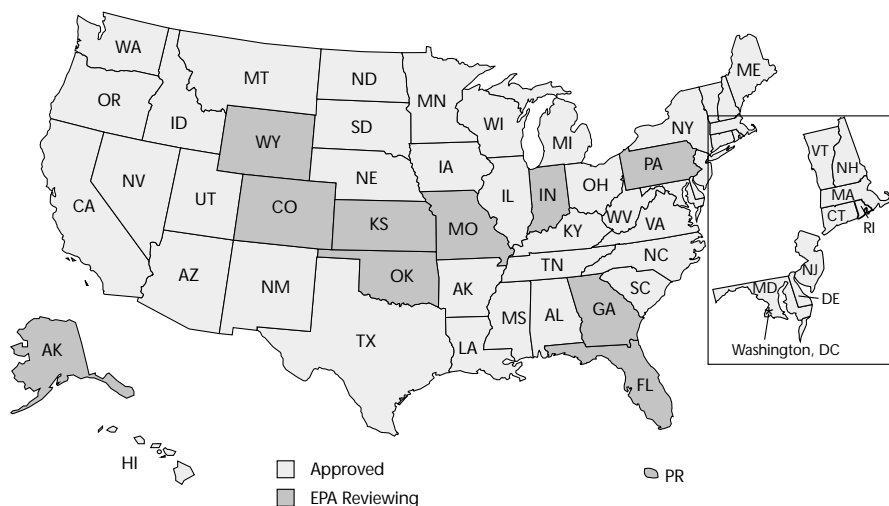 WA
MT
ND
MN
ME
OR
ID
SD
WI
MI
NY
WY
IA
PA
VT
NH
NE
NV
UT
CO
IL
IN
OH
MA
CT
RI
CA
KS
MO
WV
VA
KY
NC
NJ
AZ
NM
OK
AK
TN
SC
MD
DE
MS
AL
GA
TX
LA
Washington, DC
AK
FL
HI
Approved
PR
EPA Reviewing